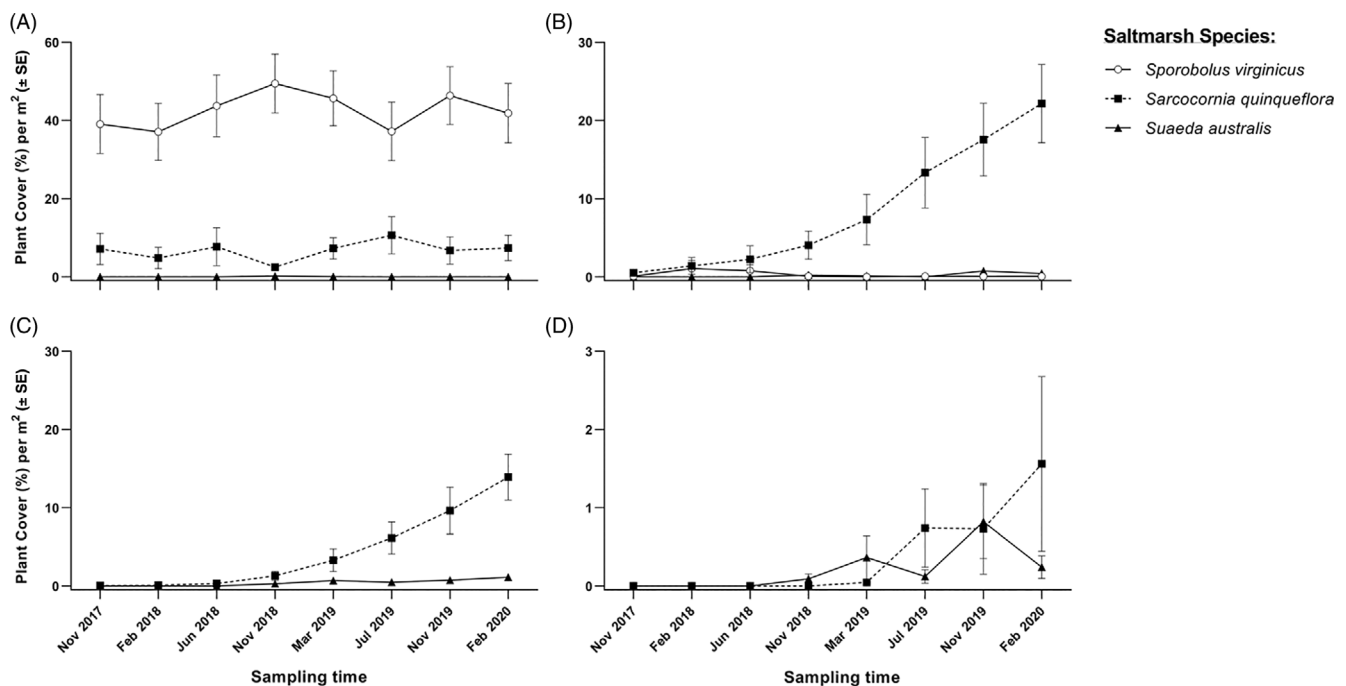 (A)
Plant Cover (%) per m² (± SE)
60
40
20
0
(B)
30
20
10
0
Saltmarsh Species:
Sporobolus virginicus
Sarcocornia quinqueflora
Suaeda australis
(C)
Plant Cover (%) per m² (± SE)
30
20
10
0
Nov 2017
Feb 2018
Jun 2018
Nov 2018
Mar 2019
Jul 2019
Nov 2019
Feb 2020
Sampling time
(D)
3
2
1
0
Nov 2017
Feb 2018
Jun 2018
Nov 2018
Mar 2019
Jul 2019
Nov 2019
Feb 2020
Sampling time